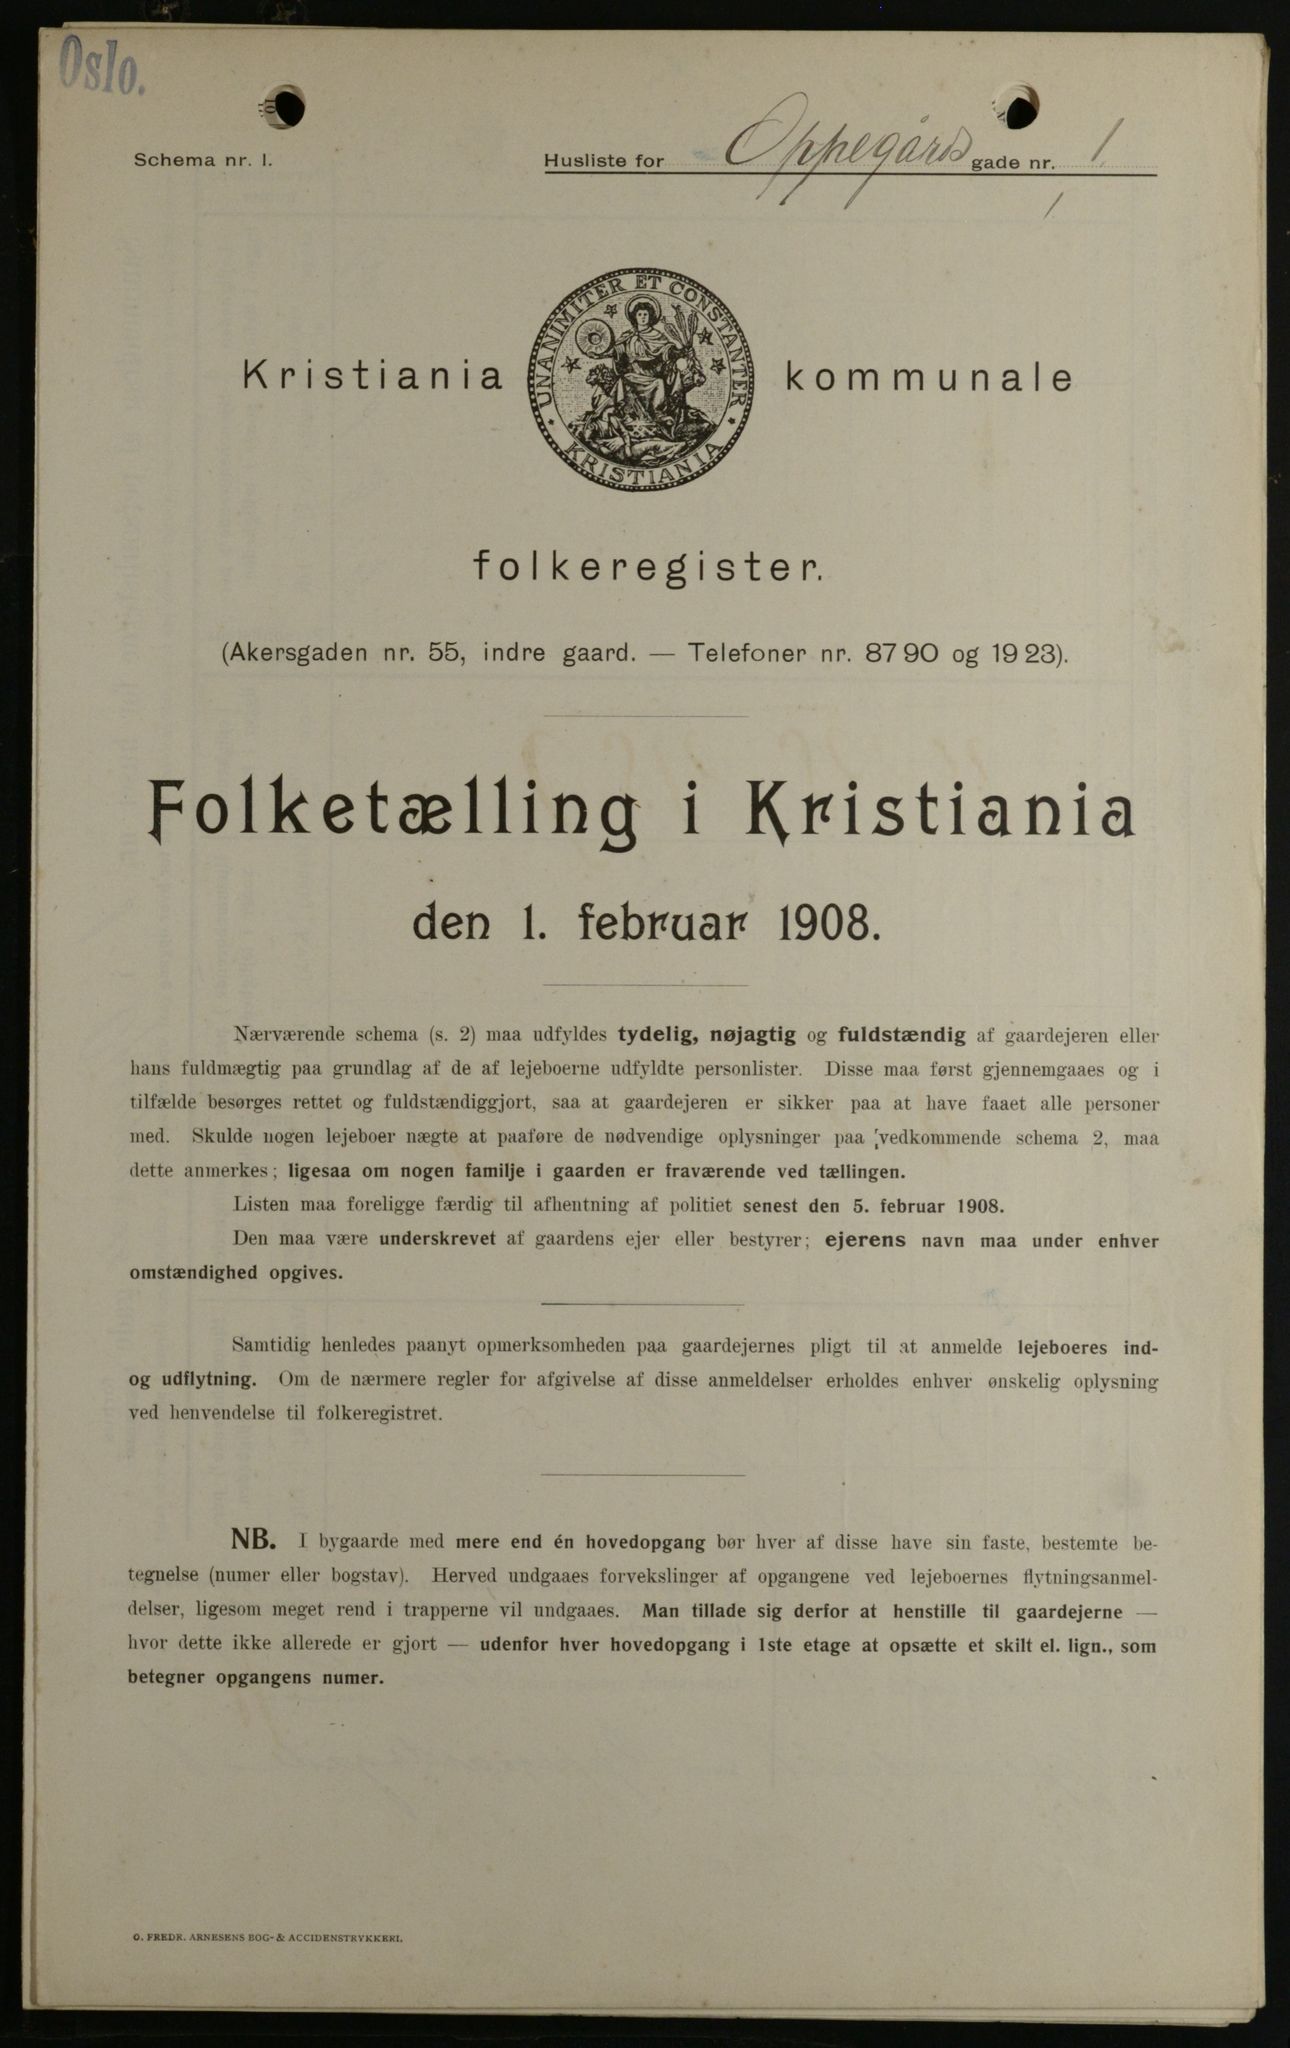 Oslo.
Schema nr. 1.
Husliste for Oppegårds gade nr. 1
1
UNANIMITER ET CONSTANTER
KRISTIANIA
Kristiania kommunale
folkeregister.
(Akersgaden nr. 55, indre gaard. — Telefoner nr. 87 90 og 19 23).
Folketælling i Kristiania
den 1. februar 1908.
Nærværende schema (s. 2) maa udfyldes tydelig, nøjagtig og fuldstændig af gaardejeren eller
hans fuldmægtig paa grundlag af de af lejeboerne udfyldte personlister. Disse maa først gjennemgaaes og i
tilfælde besørges rettet og fuldstændiggjort, saa at gaardejeren er sikker paa at have faaet alle personer
med. Skulde nogen lejeboer nægte at paaføre de nødvendige oplysninger paa vedkommende schema 2, maa
dette anmerkes; ligesaa om nogen familje i gaarden er fraværende ved tællingen.
Listen maa foreligge færdig til afhentning af politiet senest den 5. februar 1908.
Den maa være underskrevet af gaardens ejer eller bestyrer; ejerens navn maa under enhver
omstændighed opgives.
Samtidig henledes paanyt opmerksomheden paa gaardejernes pligt til at anmelde lejeboeres ind-
og udflytning. Om de nærmere regler for afgivelse af disse anmeldelser erholdes enhver ønskelig oplysning
ved henvendelse til folkeregistret.
NB. I bygaarde med mere end én hovedopgang bør hver af disse have sin faste, bestemte be-
tegnelse (numer eller bogstav). Herved undgaaes forvekslinger af opgangene ved lejeboernes flytningsanmel-
delser, ligesom meget rend i trapperne vil undgaaes. Man tillade sig derfor at henstille til gaardejerne —
hvor dette ikke allerede er gjort — udenfor hver hovedopgang i 1ste etage at opsætte et skilt el. lign., som
betegner opgangens numer.
O. FREDR. ARNESENS BOG- & ACCIDENSTRYKKERI.